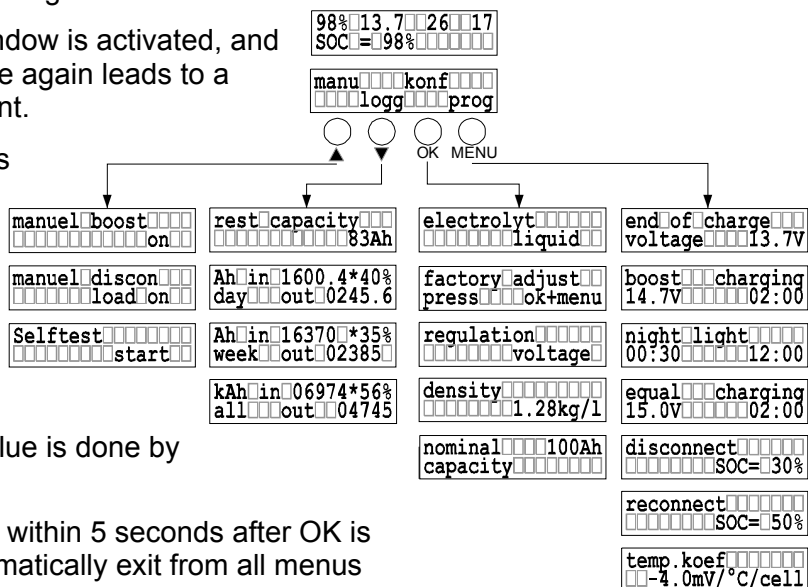 ndow is activated, and
e again leads to a
nt.
s
lue is done by
within 5 seconds after OK is
matically exit from all menus
98% 13.7 26 17
SOC = 98%
manu konf
logg prog
▲ ▼ OK MENU
manuel boost
on
manuel discon
load on
Selftest
start
rest capacity
83Ah
Ah in 1600.4*40%
day out 0245.6
Ah in 16370 *35%
week out 02385
kAh in 06974*56%
all out 04745
electrolyt
liquid
factory adjust
press ok+menu
regulation
voltage
density
1.28kg/l
nominal 100Ah
capacity
end of charge
voltage 13.7V
boost charging
14.7V 02:00
night light
00:30 12:00
equal charging
15.0V 02:00
disconnect
SOC= 30%
reconnect
SOC= 50%
temp.koef
-4.0mV/°C/cell